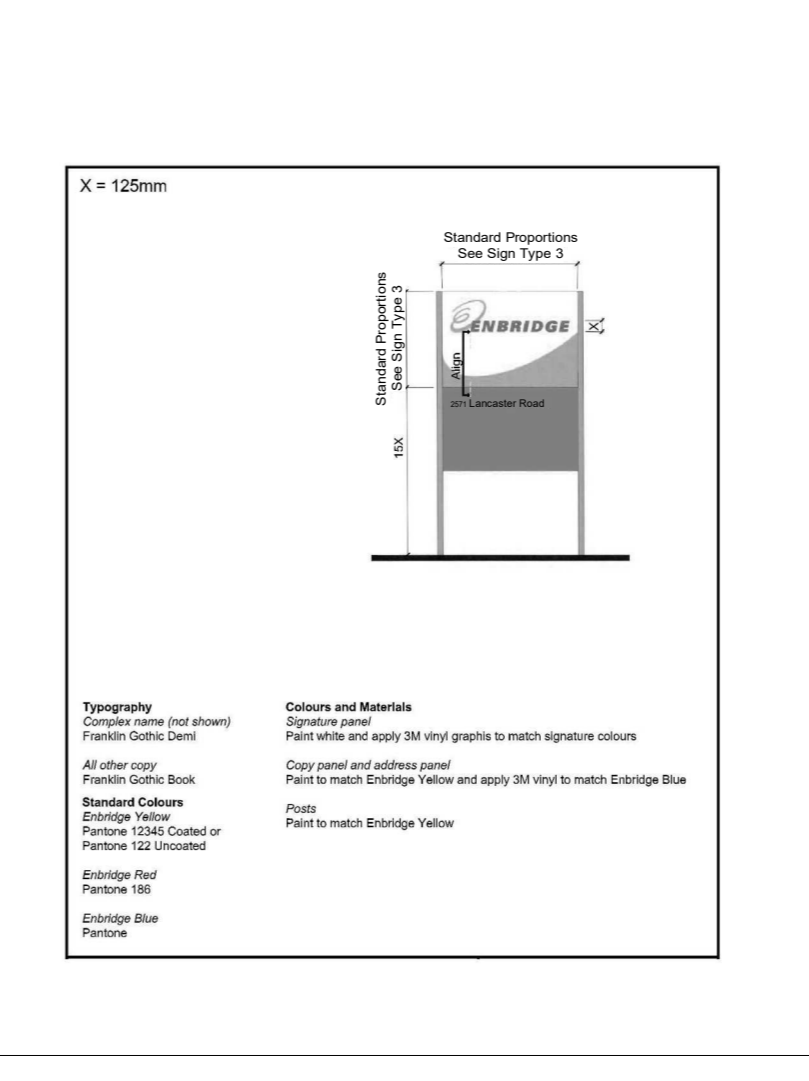 X = 125mm
Standard Proportions
See Sign Type 3
Standard Proportions
See Sign Type 3
ENBRIDGE
X
Align
2571 Lancaster Road
15X
Typography
Complex name (not shown)
Franklin Gothic Demi
All other copy
Franklin Gothic Book
Standard Colours
Enbridge Yellow
Pantone 12345 Coated or
Pantone 122 Uncoated
Enbridge Red
Pantone 186
Enbridge Blue
Pantone
Colours and Materials
Signature panel
Paint white and apply 3M vinyl graphis to match signature colours
Copy panel and address panel
Paint to match Enbridge Yellow and apply 3M vinyl to match Enbridge Blue
Posts
Paint to match Enbridge Yellow